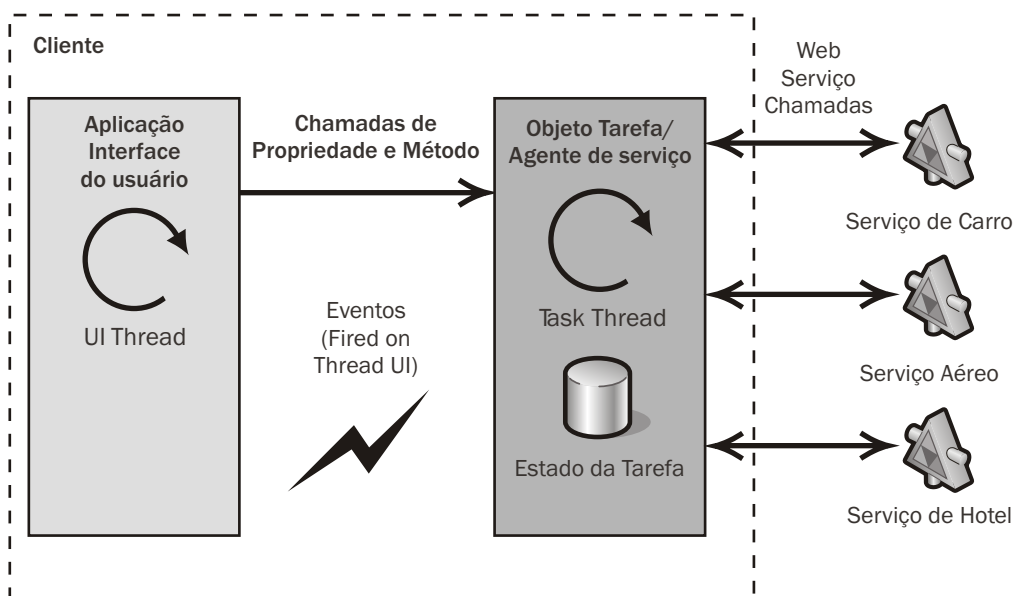 Cliente
Aplicação
Interface
do usuário
UI Thread
Chamadas de
Propriedade e Método
Eventos
(Fired on
Thread UI)
Objeto Tarefa/
Agente de serviço
Task Thread
Estado da Tarefa
Web
Serviço
Chamadas
Serviço de Carro
Serviço Aéreo
Serviço de Hotel